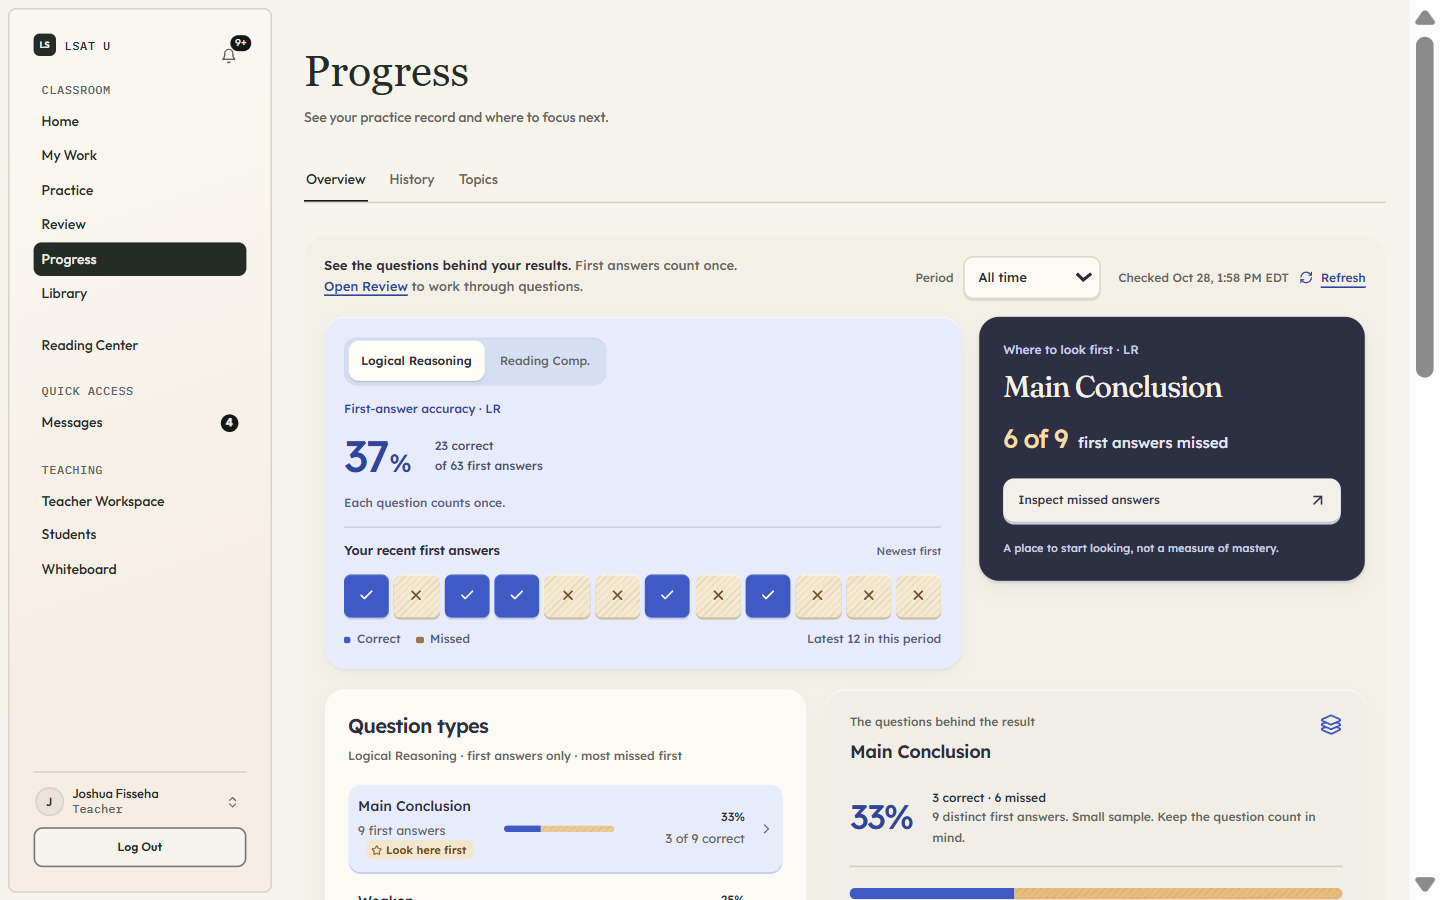 LS LSAT U 9+
CLASSROOM
Home
My Work
Practice
Review
Progress
Library
Reading Center
QUICK ACCESS
Messages 4
TEACHING
Teacher Workspace
Students
Whiteboard
J Joshua Fisseha
Teacher
Log Out
Progress
See your practice record and where to focus next.
Overview History Topics
See the questions behind your results. First answers count once.
Open Review to work through questions.
Period All time Checked Oct 28, 1:58 PM EDT Refresh
Logical Reasoning Reading Comp.
First-answer accuracy · LR
37% 23 correct
of 63 first answers
Each question counts once.
Your recent first answers Newest first
Correct Missed Latest 12 in this period
Where to look first · LR
Main Conclusion
6 of 9 first answers missed
Inspect missed answers
A place to start looking, not a measure of mastery.
Question types
Logical Reasoning · first answers only · most missed first
Main Conclusion
9 first answers
Look here first
33%
3 of 9 correct
Weaken 25%
The questions behind the result
Main Conclusion
33% 3 correct · 6 missed
9 distinct first answers. Small sample. Keep the question count in
mind.